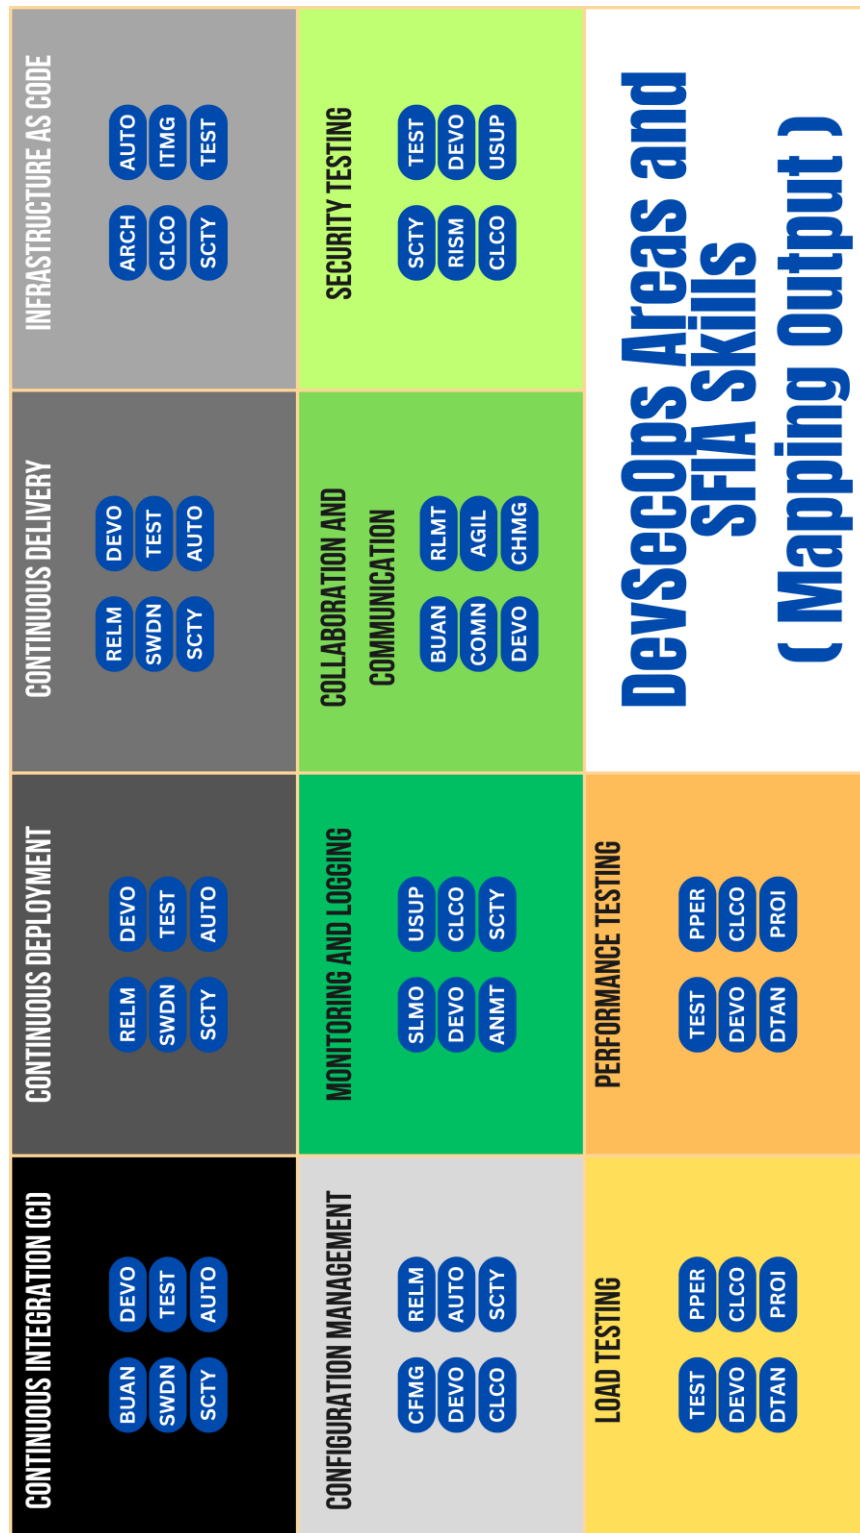 CONTINUOUS INTEGRATION (CI)
BUAN DEVO
SWDN TEST
SCTY AUTO
CONTINUOUS DEPLOYMENT
RELM DEVO
SWDN TEST
SCTY AUTO
CONTINUOUS DELIVERY
RELM DEVO
SWDN TEST
SCTY AUTO
INFRASTRUCTURE AS CODE
ARCH AUTO
CLCO ITMG
SCTY TEST
CONFIGURATION MANAGEMENT
CFMG RELM
DEVO AUTO
CLCO SCTY
MONITORING AND LOGGING
SLMO USUP
DEVO CLCO
ANMT SCTY
COLLABORATION AND
COMMUNICATION
BUAN RLMT
COMN AGIL
DEVO CHMG
SECURITY TESTING
SCTY TEST
RISM DEVO
CLCO USUP
LOAD TESTING
TEST PPER
DEVO CLCO
DTAN PROI
PERFORMANCE TESTING
TEST PPER
DEVO CLCO
DTAN PROI
DevSecOps Areas and
SFIA Skills
( Mapping Output )